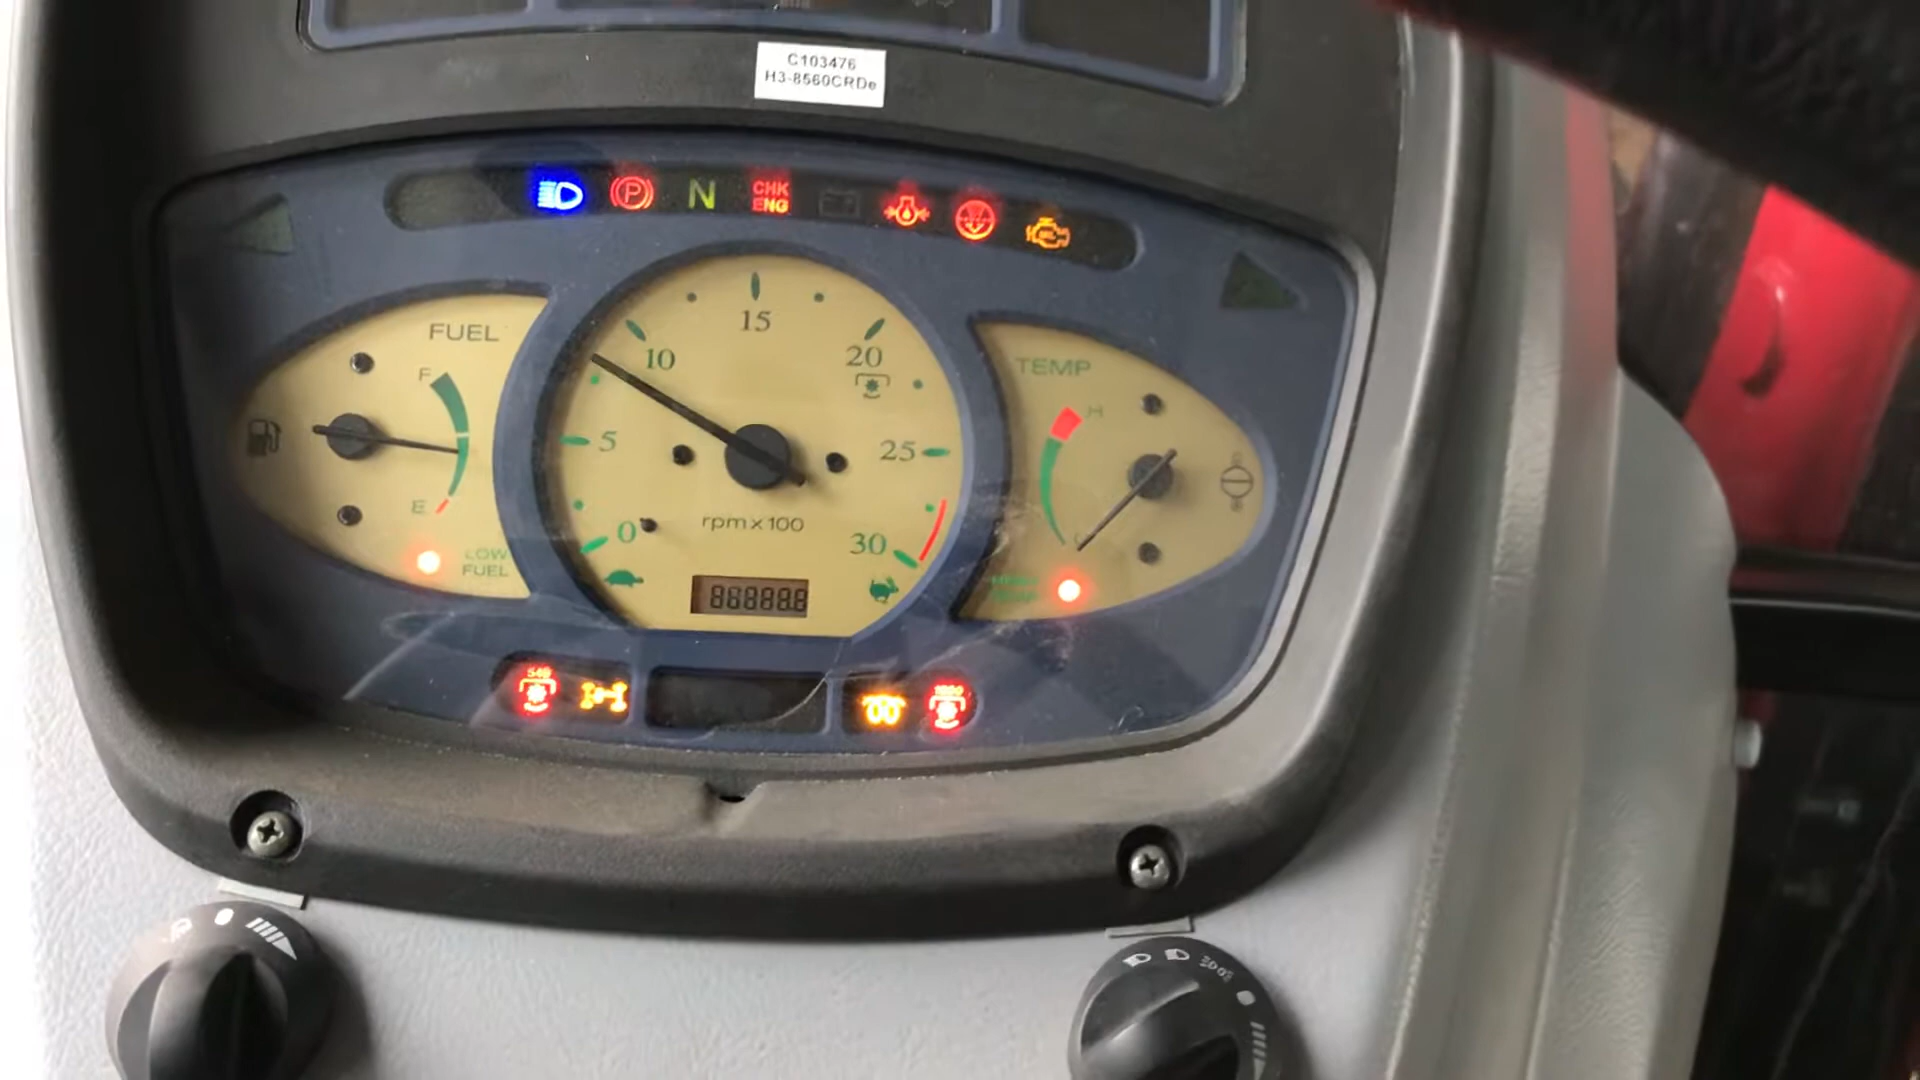 C103476
H3-8560CRDe
P
N
CHK
ENG
FUEL
F
E
LOW
FUEL
0
5
10
15
20
25
30
rpm x 100
888888
TEMP
H
540